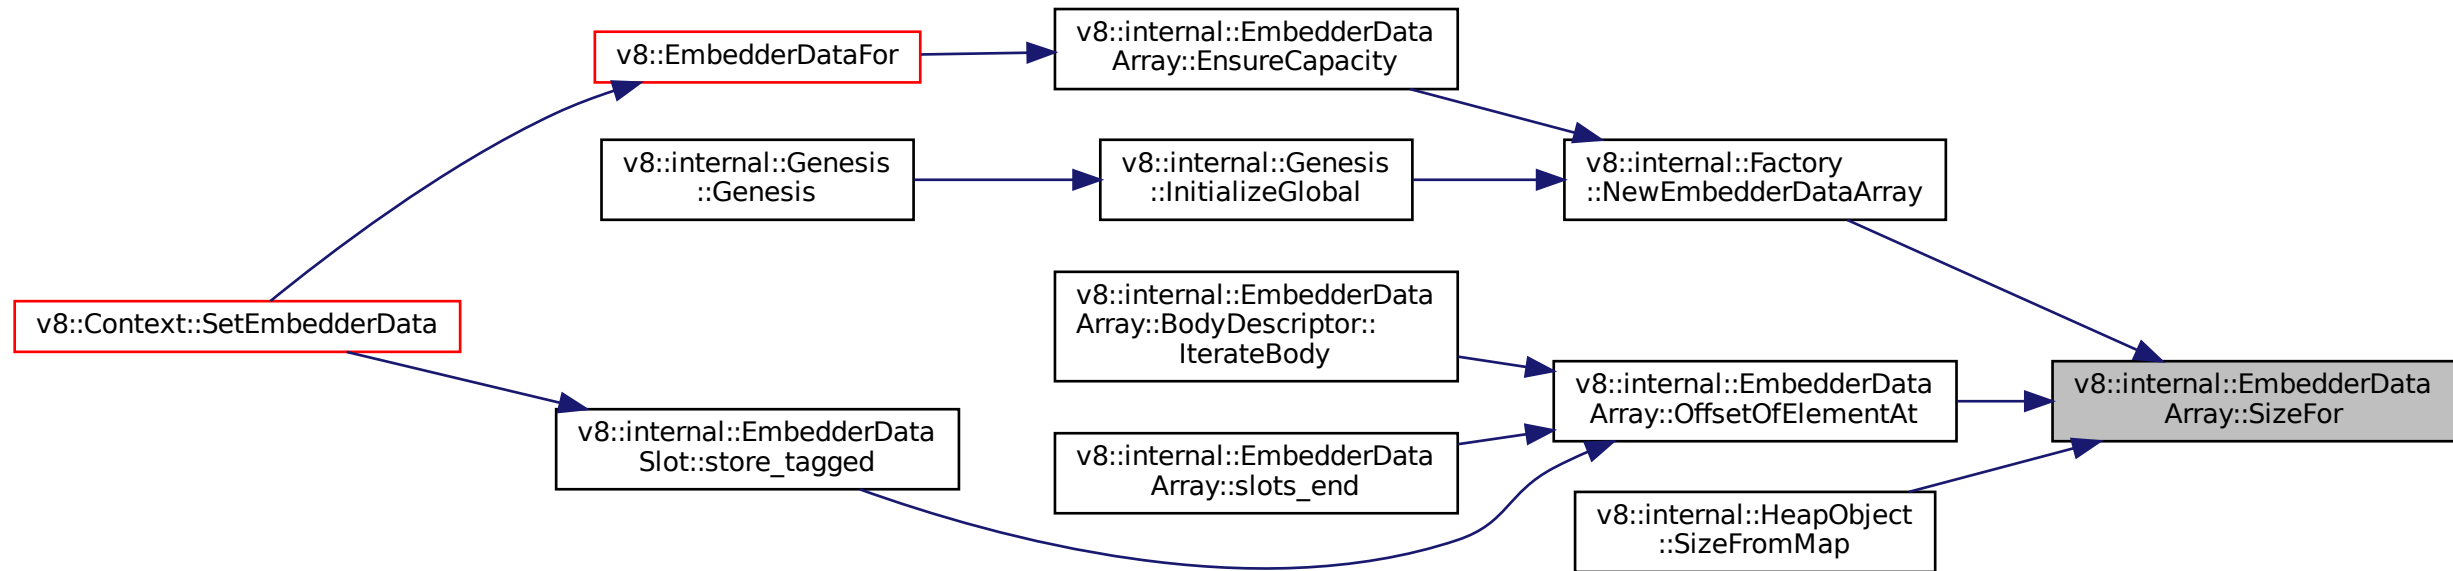 v8::internal::EmbedderData
Array::EnsureCapacity
v8::EmbedderDataFor
v8::internal::Genesis
::Genesis
v8::internal::Genesis
::InitializeGlobal
v8::internal::Factory
::NewEmbedderDataArray
v8::Context::SetEmbedderData
v8::internal::EmbedderData
Array::BodyDescriptor::
IterateBody
v8::internal::EmbedderData
Array::OffsetOfElementAt
v8::internal::EmbedderData
Array::SizeFor
v8::internal::EmbedderData
Slot::store_tagged
v8::internal::EmbedderData
Array::slots_end
v8::internal::HeapObject
::SizeFromMap